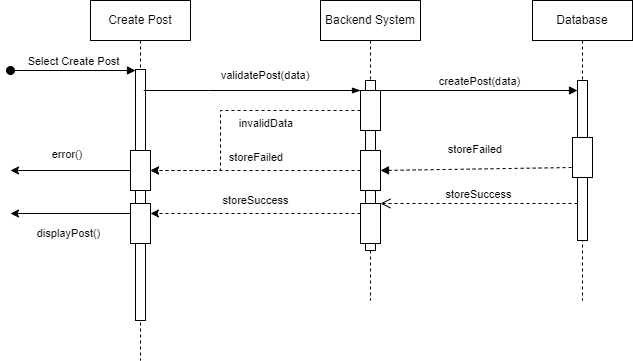 Create Post
Backend System
Database
Select Create Post
validatePost(data)
createPost(data)
invalidData
error()
storeFailed
storeFailed
storeSuccess
storeSuccess
displayPost()